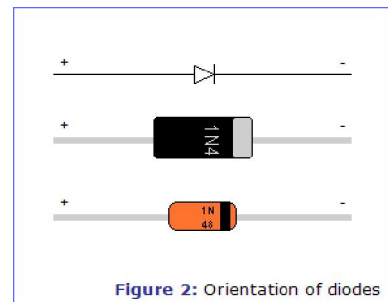 + -
+ 1N4 -
+ 1N -
48
Figure 2: Orientation of diodes